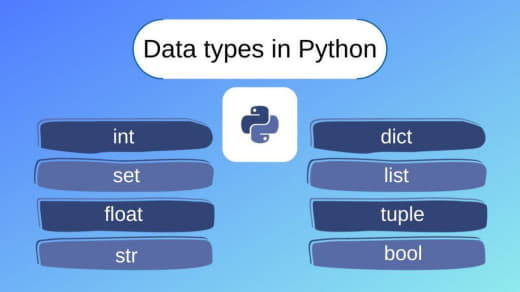 Data types in Python
int
set
float
str
dict
list
tuple
bool